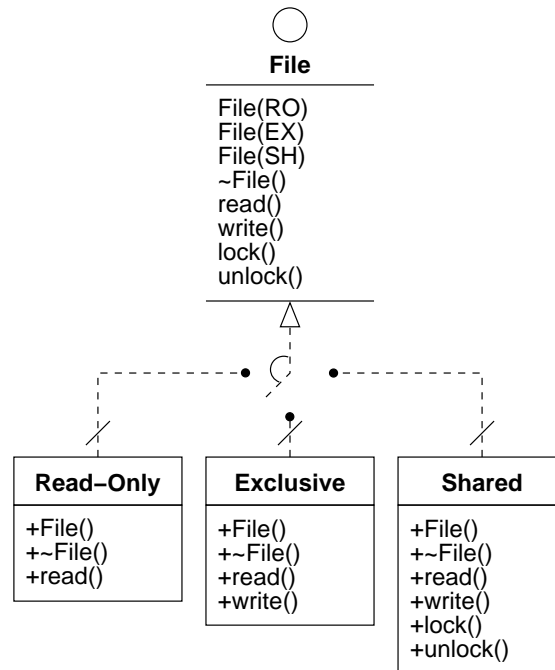 File
File(RO)
File(EX)
File(SH)
~File()
read()
write()
lock()
unlock()
Read−Only
+File()
+~File()
+read()
Exclusive
+File()
+~File()
+read()
+write()
Shared
+File()
+~File()
+read()
+write()
+lock()
+unlock()